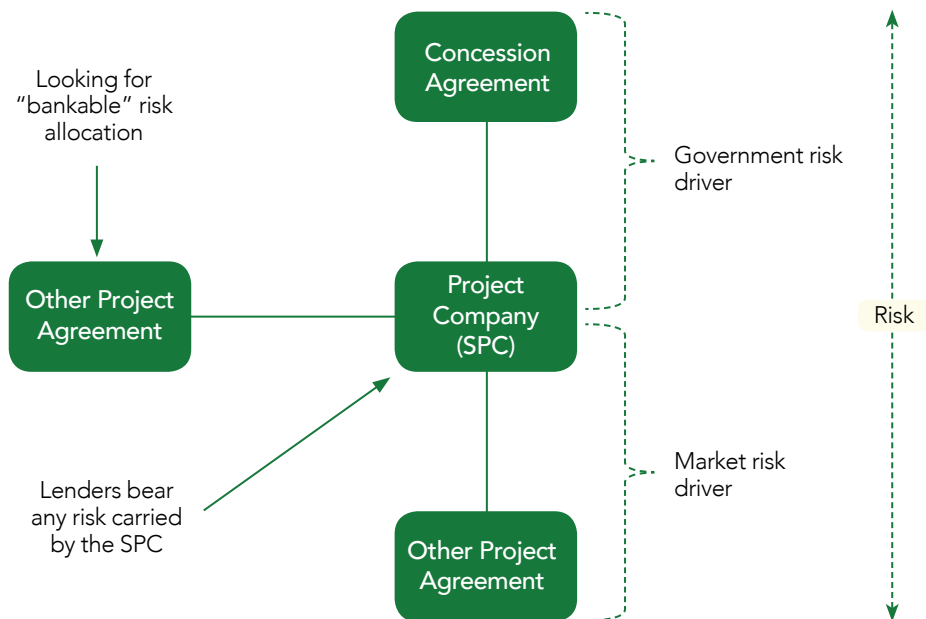 Concession
Agreement
Looking for
“bankable” risk
allocation
Government risk
driver
Other Project
Agreement
Project
Company
(SPC)
Risk
Lenders bear
any risk carried
by the SPC
Market risk
driver
Other Project
Agreement